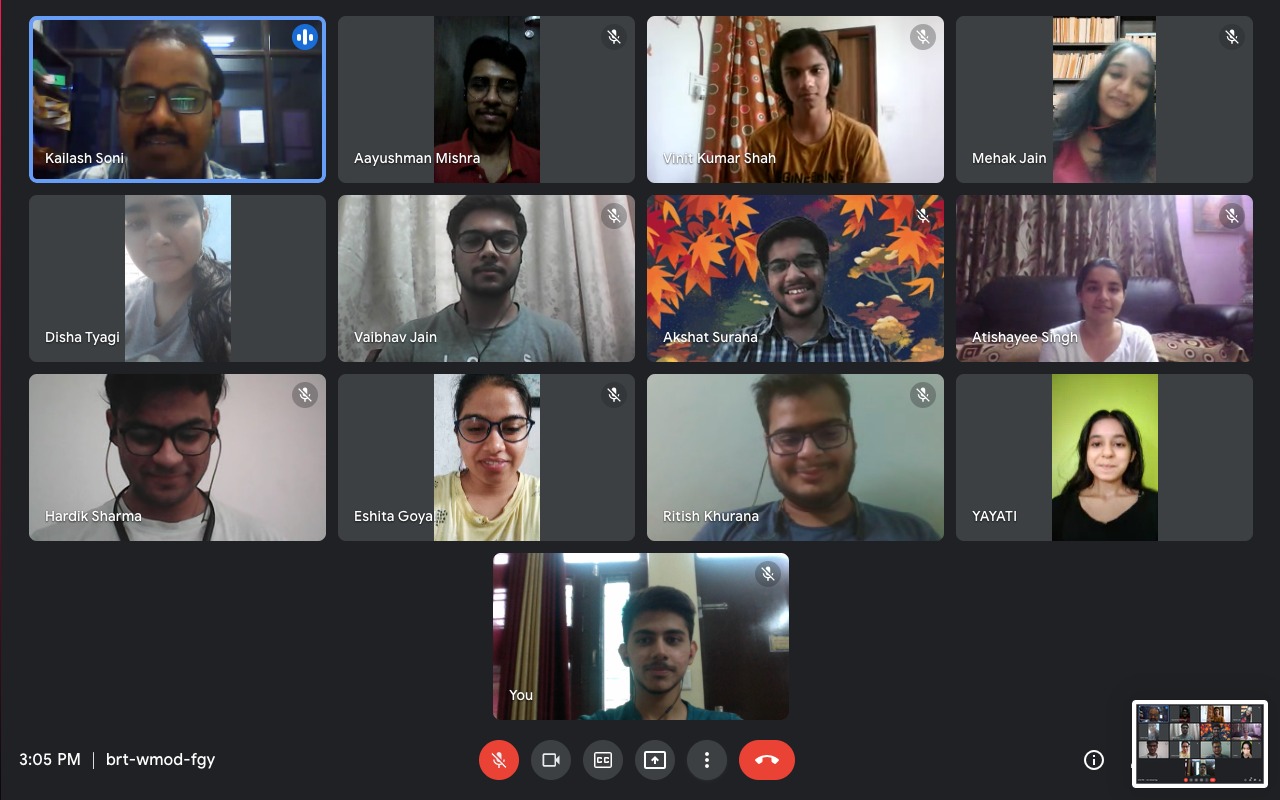 Kailash Soni
Aayushman Mishra
Vinit Kumar Shah
Mehak Jain
Disha Tyagi
Vaibhav Jain
Akshat Surana
Atishayee Singh
Hardik Sharma
Eshita Goya
Ritish Khurana
YAYATI
You
3:05 PM | brt-wmod-fgy
CC